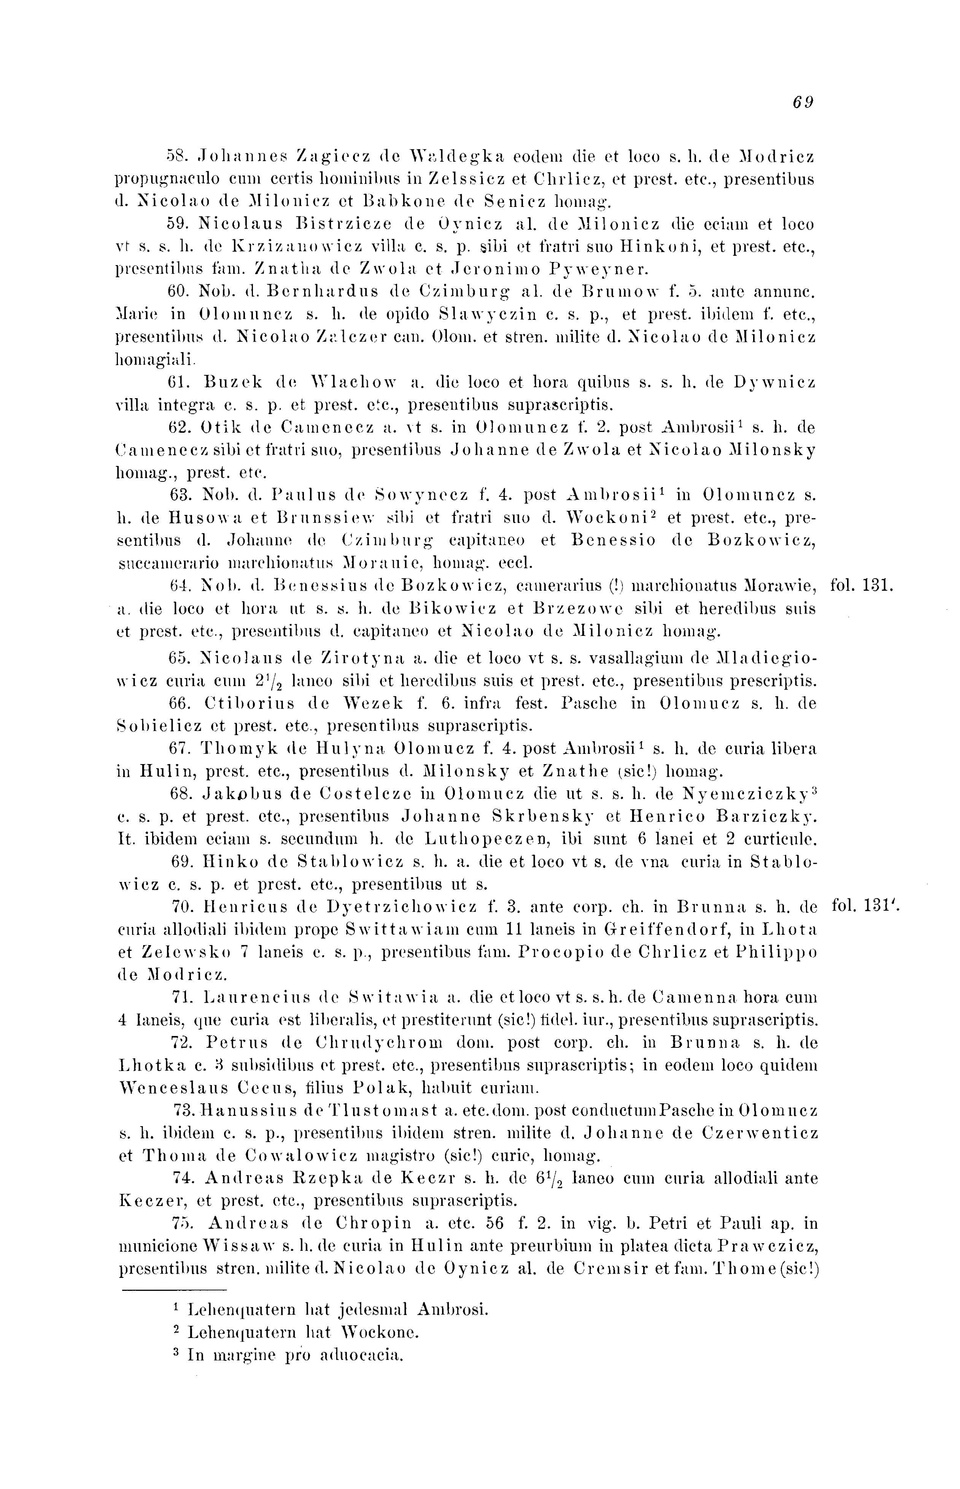 69
58. Johannes Zagiecz de Waldegka eodem die et loco s. h. de Modricz
propugnaculo cum certis hominibus in Zelssicz et Chrlicz, et prest. etc., presentibus
d. Nicolao de Milonicz et Babkone de Senicz homag.
59. Nicolaus Bistrzicze de Oynicz al. de Milonicz die eciam et loco
vt s. s. h. de Krzizanowicz villa c. s. p. sibi et fratri suo Hinkoni, et prest. etc.,
presentibus fam. Znatha de Zwola et Jeronimo Pyweyner.
60. Nob. d. Bernhardus de Czimburg al. de Brumow f. 5. ante annunc.
Marie in Olomuncz s. h. de opido Slawyczin c. s. p., et prest. ibidem f. etc.,
presentibus d. Nicolao Zalczer can. Olom. et stren. milite d. Nicolao de Milonicz
homagiali.
61. Buzek de Wlachow a. die loco et hora quibus s. s. h. de Dywnicz
villa integra c. s. p. et prest. etc., presentibus suprascriptis.
62. Otik de Camenecz a. vt s. in Olomuncz f. 2. post Ambrosii¹ s. h. de
Camenecz sibi et fratri suo, presentibus Johanne de Zwola et Nicolao Milonsky
homag., prest. etc.
63. Nob. d. Paulus de Sowynecz f. 4. post Ambrosii¹ in Olomuncz s.
h. de Husowa et Brunssiew sibi et fratri suo d. Wockoni² et prest. etc., pre-
sentibus d. Johanne de Czimburg capitaneo et Benessio de Bozkowicz,
succamerario marchionatus Moranie, homag. eccl.
64. Nob. d. Benessius de Bozkowicz, camerarius (!) marchionatus Morawie, fol. 131.
a. die loco et hora ut s. s. h. de Bikowicz et Brzezowe sibi et heredibus suis
et prest. etc., presentibus d. capitaneo et Nicolao de Milonicz homag.
65. Nicolaus de Zirotyna a. die et loco vt s. s. vasallagium de Mladiegio-
wicz curia cum 2¹/₂ laneo sibi et heredibus suis et prest. etc., presentibus prescriptis.
66. Ctiborius de Wezek f. 6. infra fest. Pasche in Olomucz s. h. de
Sobielicz et prest. etc., presentibus suprascriptis.
67. Thomyk de Hulyna Olomucz f. 4. post Ambrosii¹ s. h. de curia libera
in Hulin, prest. etc., presentibus d. Milonsky et Znathe (sic!) homag.
68. Jakobus de Costelcze in Olomucz die ut s. s. h. de Nyemcziczky³
c. s. p. et prest. etc., presentibus Johanne Skrbensky et Henrico Barziczky.
It. ibidem eciam s. secundum h. de Luthopeczen, ibi sunt 6 lanei et 2 curticule.
69. Hinko de Stablowicz s. h. a. die et loco vt s. de vna curia in Stablo-
wicz c. s. p. et prest. etc., presentibus ut s.
70. Henricus de Dyetrzichowicz f. 3. ante corp. ch. in Brunna s. h. de fol. 131′.
curia allodiali ibidem prope Swittawiam cum 11 laneis in Greiffendorf, in Lhota
et Zelewsko 7 laneis c. s. p., presentibus fam. Procopio de Chrlicz et Philippo
de Modricz.
71. Laurencius de Switawia a. die et loco vt s. s. h. de Camenna hora cum
4 laneis, que curia est liberalis, et prestiterunt (sic!) fidel. iur., presentibus suprascriptis.
72. Petrus de Chrudychrom dom. post corp. ch. in Brunna s. h. de
Lhotka c. 3 subsidibus et prest. etc., presentibus suprascriptis; in eodem loco quidem
Wenceslaus Cecus, filius Polak, habuit curiam.
73. Hanussius de Tlustomast a. etc. dom. post conductum Pasche in Olomucz
s. h. ibidem c. s. p., presentibus ibidem stren. milite d. Johanne de Czerwenticz
et Thoma de Cowalowicz magistro (sic!) curie, homag.
74. Andreas Rzepka de Keczr s. h. de 6¹/₂ laneo cum curia allodiali ante
Keczer, et prest. etc., presentibus suprascriptis.
75. Andreas de Chropin a. etc. 56 f. 2. in vig. b. Petri et Pauli ap. in
municione Wissaw s. h. de curia in Hulin ante preurbium in platea dicta Prawczicz,
presentibus stren. milite d. Nicolao de Oynicz al. de Cremsir et fam. Thome (sic!)
¹ Lehenquatern hat jedesmal Ambrosi.
² Lehenquatern hat Wockone.
³ In margine pro aduocacia.